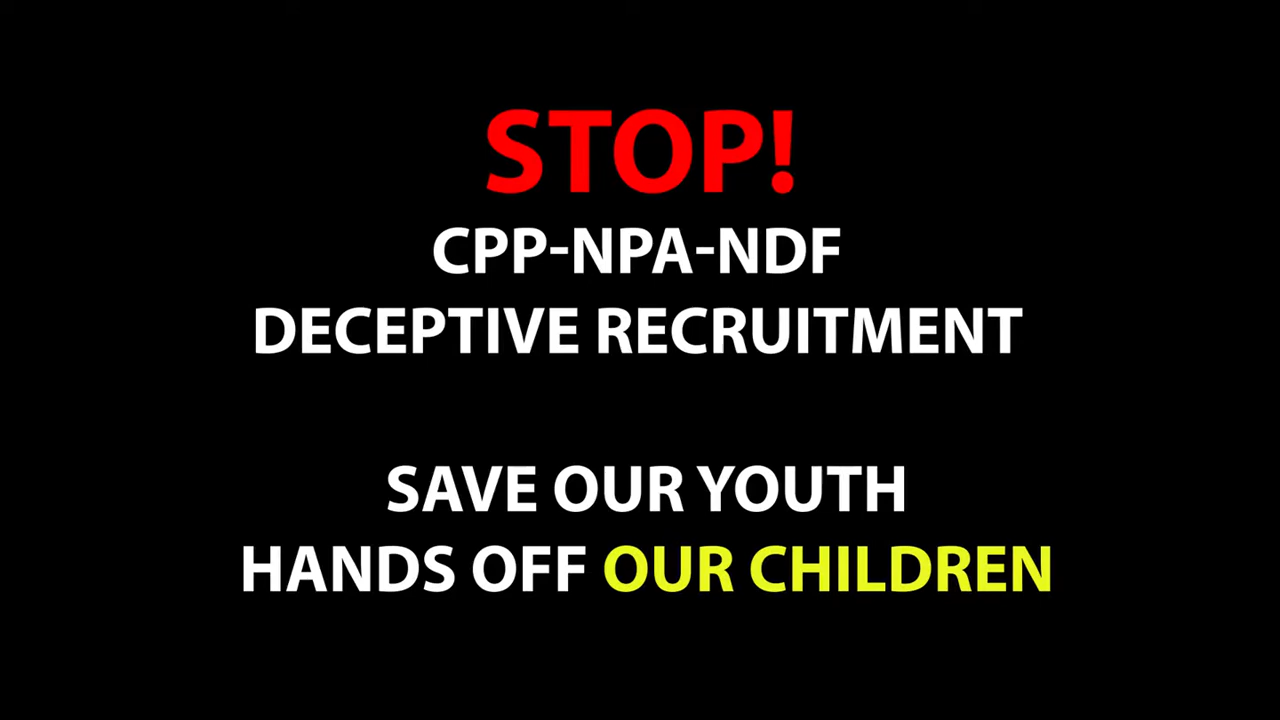 STOP!
CPP-NPA-NDF
DECEPTIVE RECRUITMENT
SAVE OUR YOUTH
HANDS OFF OUR CHILDREN